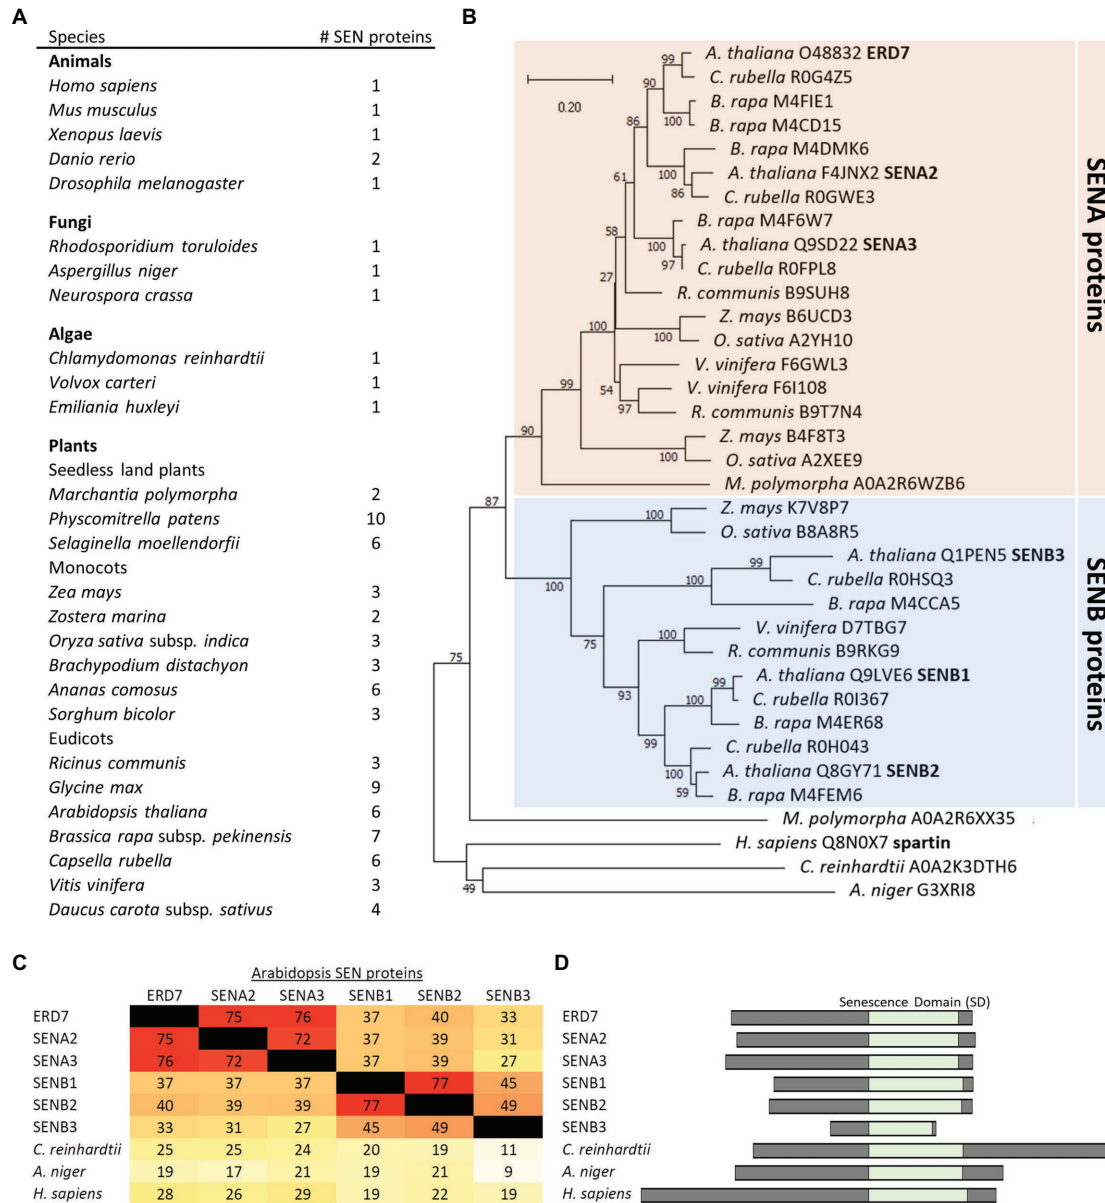 A
Species # SEN proteins
Animals
Homo sapiens 1
Mus musculus 1
Xenopus laevis 1
Danio rerio 2
Drosophila melanogaster 1
Fungi
Rhodosporidium toruloides 1
Aspergillus niger 1
Neurospora crassa 1
Algae
Chlamydomonas reinhardtii 1
Volvox carteri 1
Emiliania huxleyi 1
Plants
Seedless land plants
Marchantia polymorpha 2
Physcomitrella patens 10
Selaginella moellendorfii 6
Monocots
Zea mays 3
Zostera marina 2
Oryza sativa subsp. indica 3
Brachypodium distachyon 3
Ananas comosus 6
Sorghum bicolor 3
Eudicots
Ricinus communis 3
Glycine max 9
Arabidopsis thaliana 6
Brassica rapa subsp. pekinensis 7
Capsella rubella 6
Vitis vinifera 3
Daucus carota subsp. sativus 4
B
0.20
A. thaliana O48832 ERD7
C. rubella R0G4Z5
B. rapa M4FIE1
B. rapa M4CD15
B. rapa M4DMK6
A. thaliana F4JNX2 SENA2
C. rubella R0GWE3
B. rapa M4F6W7
A. thaliana Q9SD22 SENA3
C. rubella R0FPL8
R. communis B9SUH8
Z. mays B6UCD3
O. sativa A2YH10
V. vinifera F6GWL3
V. vinifera F6I108
R. communis B9T7N4
Z. mays B4F8T3
O. sativa A2XEE9
M. polymorpha A0A2R6WZB6
Z. mays K7V8P7
O. sativa B8A8R5
A. thaliana Q1PEN5 SENB3
C. rubella R0HSQ3
B. rapa M4CCA5
V. vinifera D7TBG7
R. communis B9RKG9
A. thaliana Q9LVE6 SENB1
C. rubella R0I367
B. rapa M4ER68
C. rubella R0H043
A. thaliana Q8GY71 SENB2
B. rapa M4FEM6
M. polymorpha A0A2R6XX35
H. sapiens Q8N0X7 spartin
C. reinhardtii A0A2K3DTH6
A. niger G3XRI8
99
90
100
86
100
86
61
100
97
58
27
100
100
54
97
99
100
90
87
100
99
100
100
75
100
93
99
100
99
100
59
75
49
SENA proteins
SENB proteins
C
Arabidopsis SEN proteins
ERD7 SENA2 SENA3 SENB1 SENB2 SENB3
ERD7 75 76 37 40 33
SENA2 75 72 37 39 31
SENA3 76 72 37 39 27
SENB1 37 37 37 77 45
SENB2 40 39 39 77 49
SENB3 33 31 27 45 49
C. reinhardtii 25 25 24 20 19 11
A. niger 19 17 21 19 21 9
H. sapiens 28 26 29 19 22 19
D
Senescence Domain (SD)
ERD7
SENA2
SENA3
SENB1
SENB2
SENB3
C. reinhardtii
A. niger
H. sapiens